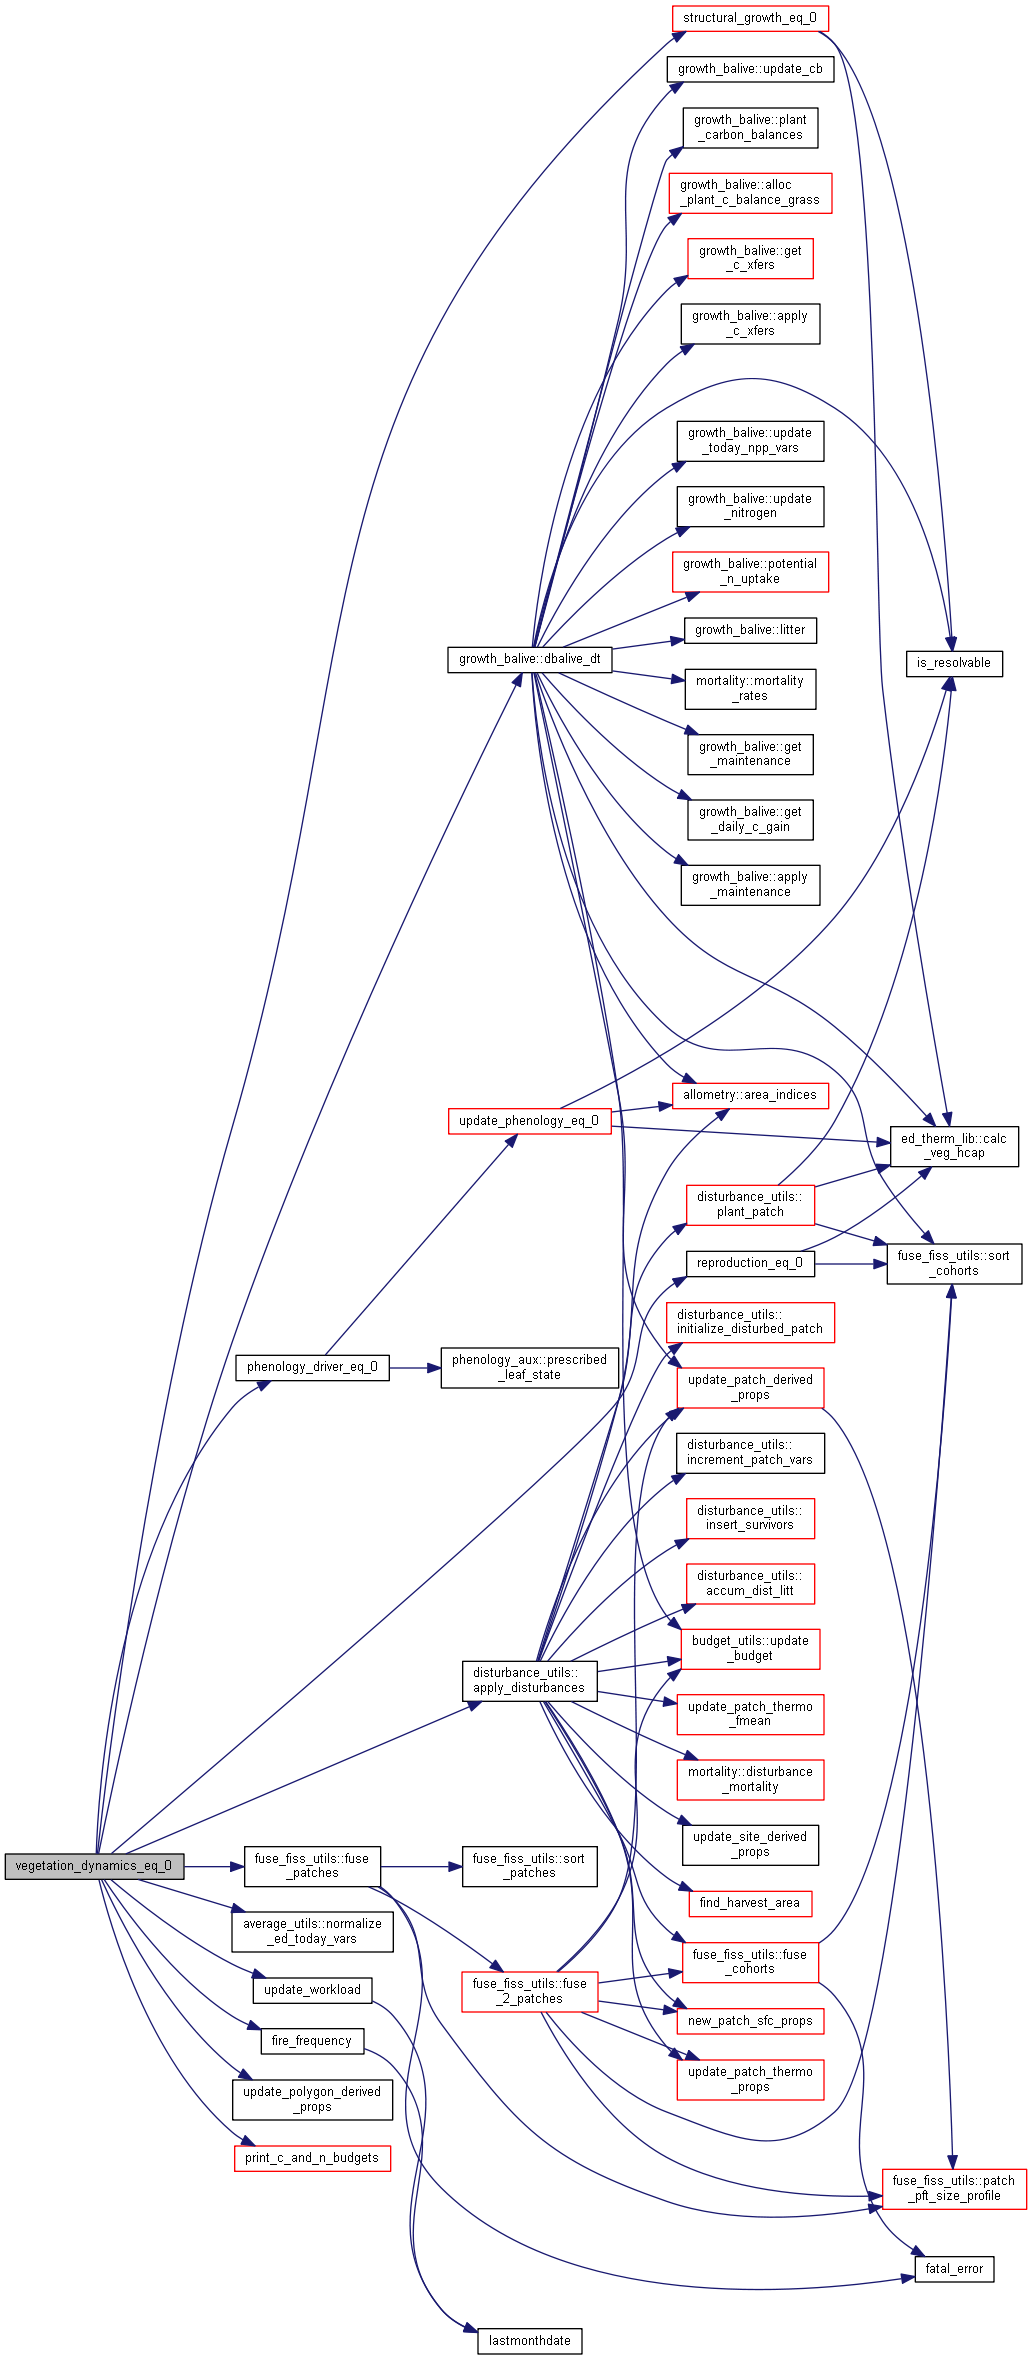 structural_growth_eq_0
growth_balive::update_cb
growth_balive::plant
_carbon_balances
growth_balive::alloc
_plant_c_balance_grass
growth_balive::get
_c_xfers
growth_balive::apply
_c_xfers
growth_balive::update
_today_npp_vars
growth_balive::update
_nitrogen
growth_balive::potential
_n_uptake
growth_balive::litter
growth_balive::dbalive_dt
is_resolvable
mortality::mortality
_rates
growth_balive::get
_maintenance
growth_balive::get
_daily_c_gain
growth_balive::apply
_maintenance
allometry::area_indices
update_phenology_eq_0
ed_therm_lib::calc
_veg_hcap
disturbance_utils::
plant_patch
reproduction_eq_0
fuse_fiss_utils::sort
_cohorts
disturbance_utils::
initialize_disturbed_patch
phenology_driver_eq_0
phenology_aux::prescribed
_leaf_state
update_patch_derived
_props
disturbance_utils::
increment_patch_vars
disturbance_utils::
insert_survivors
disturbance_utils::
accum_dist_litt
budget_utils::update
_budget
disturbance_utils::
apply_disturbances
update_patch_thermo
_fmean
mortality::disturbance
_mortality
update_site_derived
_props
vegetation_dynamics_eq_0
fuse_fiss_utils::fuse
_patches
fuse_fiss_utils::sort
_patches
find_harvest_area
average_utils::normalize
_ed_today_vars
fuse_fiss_utils::fuse
_cohorts
update_workload
fuse_fiss_utils::fuse
_2_patches
new_patch_sfc_props
fire_frequency
update_patch_thermo
_props
update_polygon_derived
_props
print_c_and_n_budgets
fuse_fiss_utils::patch
_pft_size_profile
fatal_error
lastmonthdate